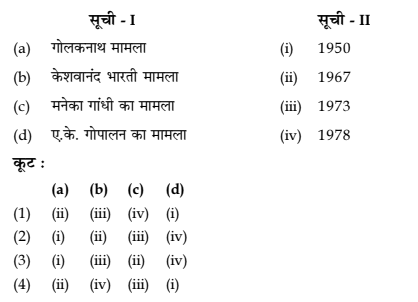 सूची - I सूची - II
(a) गोलकनाथ मामला (i) 1950
(b) केशवानंद भारती मामला (ii) 1967
(c) मनेका गांधी का मामला (iii) 1973
(d) ए.के. गोपालन का मामला (iv) 1978
कूट :
(a) (b) (c) (d)
(1) (ii) (iii) (iv) (i)
(2) (i) (ii) (iii) (iv)
(3) (i) (iii) (ii) (iv)
(4) (ii) (iv) (iii) (i)